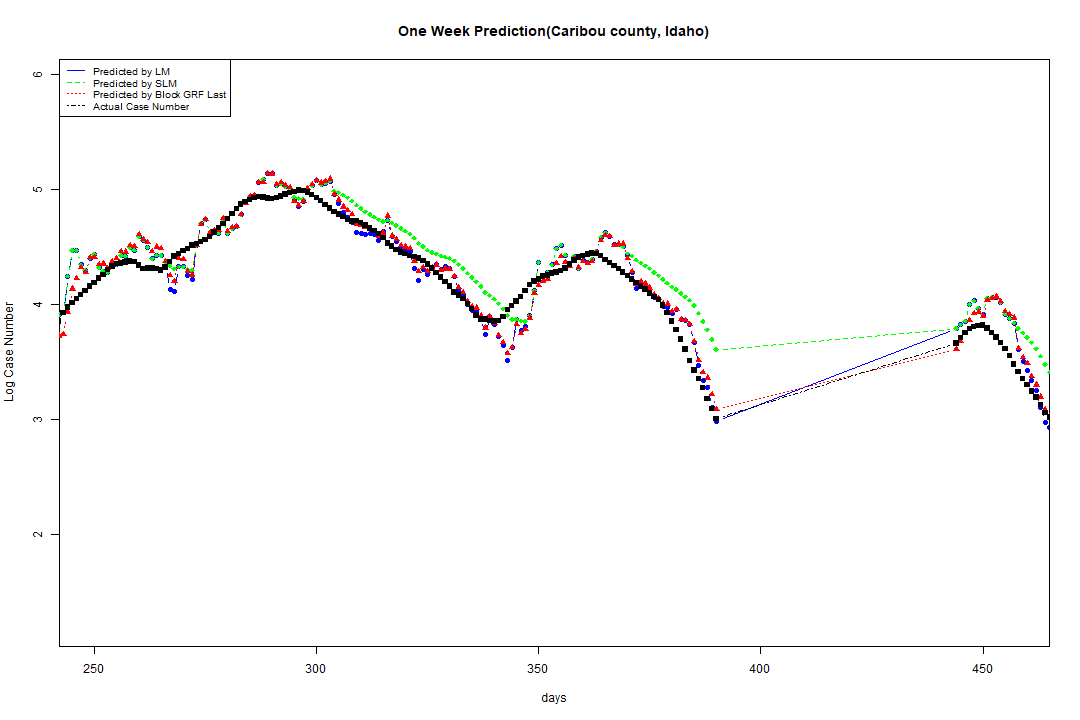 One Week Prediction(Caribou county, Idaho)
Predicted by LM
Predicted by SLM
Predicted by Block GRF Last
Actual Case Number
6
5
4
3
2
Log Case Number
250 300 350 400 450
days